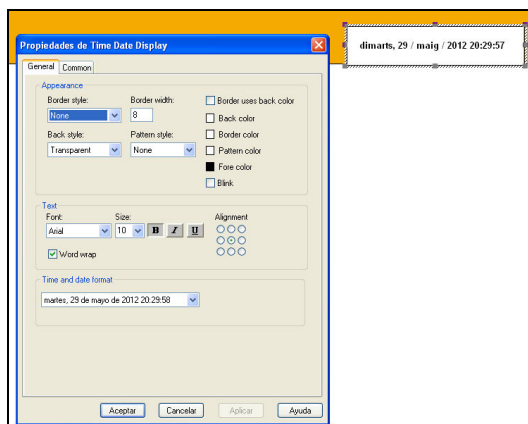 dimarts, 29 / maig / 2012 20:29:57
Propiedades de Time Date Display
General Common
Appearance
Border style: Border width: Border uses back color
None 8 Back color
Back style: Pattern style: Border color
Transparent None Pattern color
Fore color
Blink
Text
Font: Size: Alignment
Arial 10 B I U
Word wrap
Time and date format
martes, 29 de mayo de 2012 20:29:58
Aceptar Cancelar Aplicar Ayuda